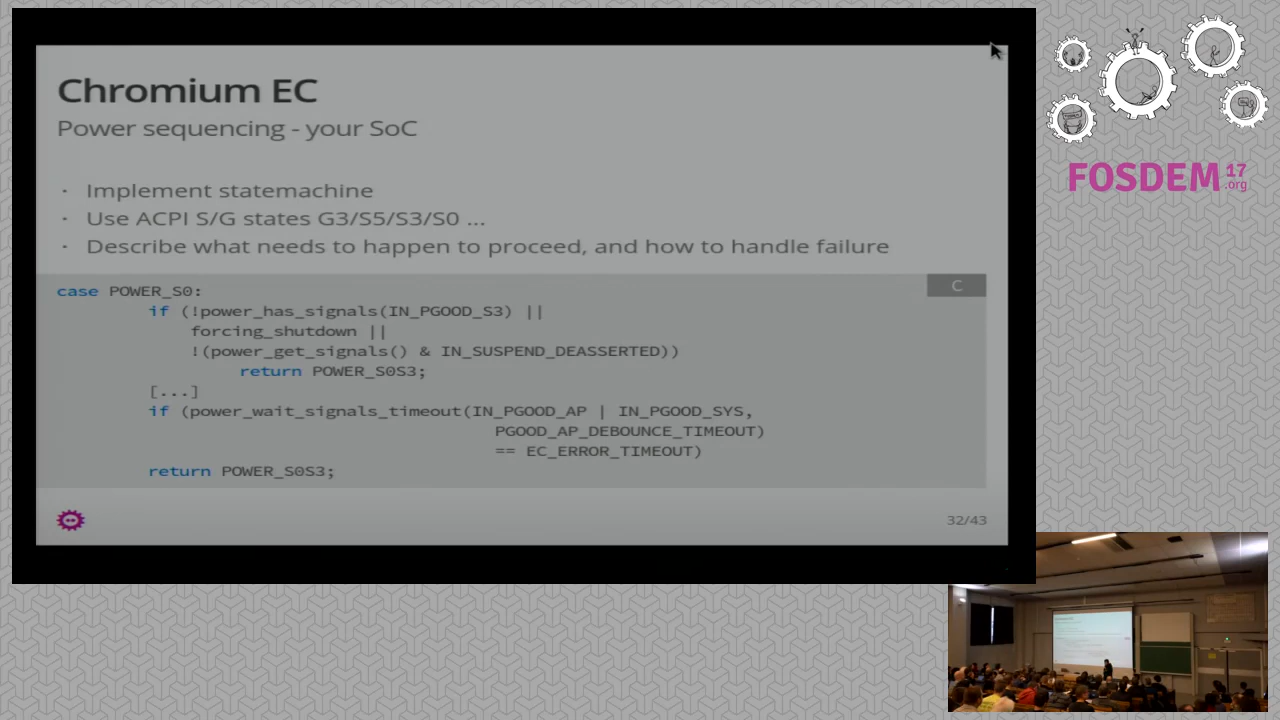 Chromium EC
Power sequencing - your SoC
· Implement statemachine
· Use ACPI S/G states G3/S5/S3/S0 ...
· Describe what needs to happen to proceed, and how to handle failure
C
case POWER_S0:
if (!power_has_signals(IN_PGOOD_S3) ||
forcing_shutdown ||
!(power_get_signals() & IN_SUSPEND_DEASSERTED))
return POWER_S0S3;
[...]
if (power_wait_signals_timeout(IN_PGOOD_AP | IN_PGOOD_SYS,
PGOOD_AP_DEBOUNCE_TIMEOUT)
== EC_ERROR_TIMEOUT)
return POWER_S0S3;
32/43
FOSDEM 17
.org